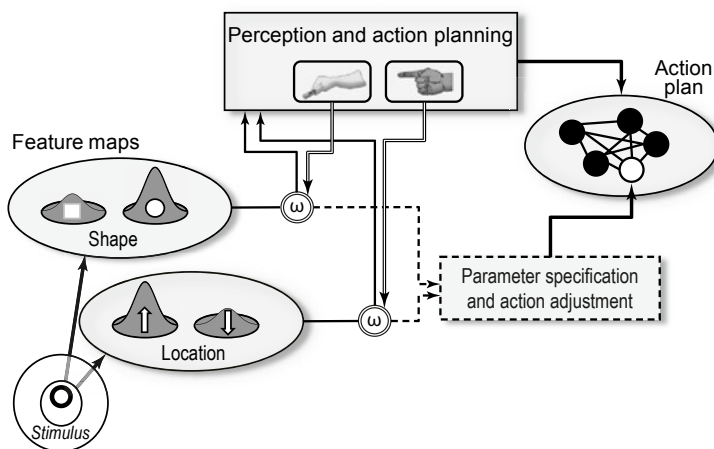 Perception and action planning
Action
plan
Feature maps
Shape
ω
Parameter specification
and action adjustment
Location
ω
Stimulus